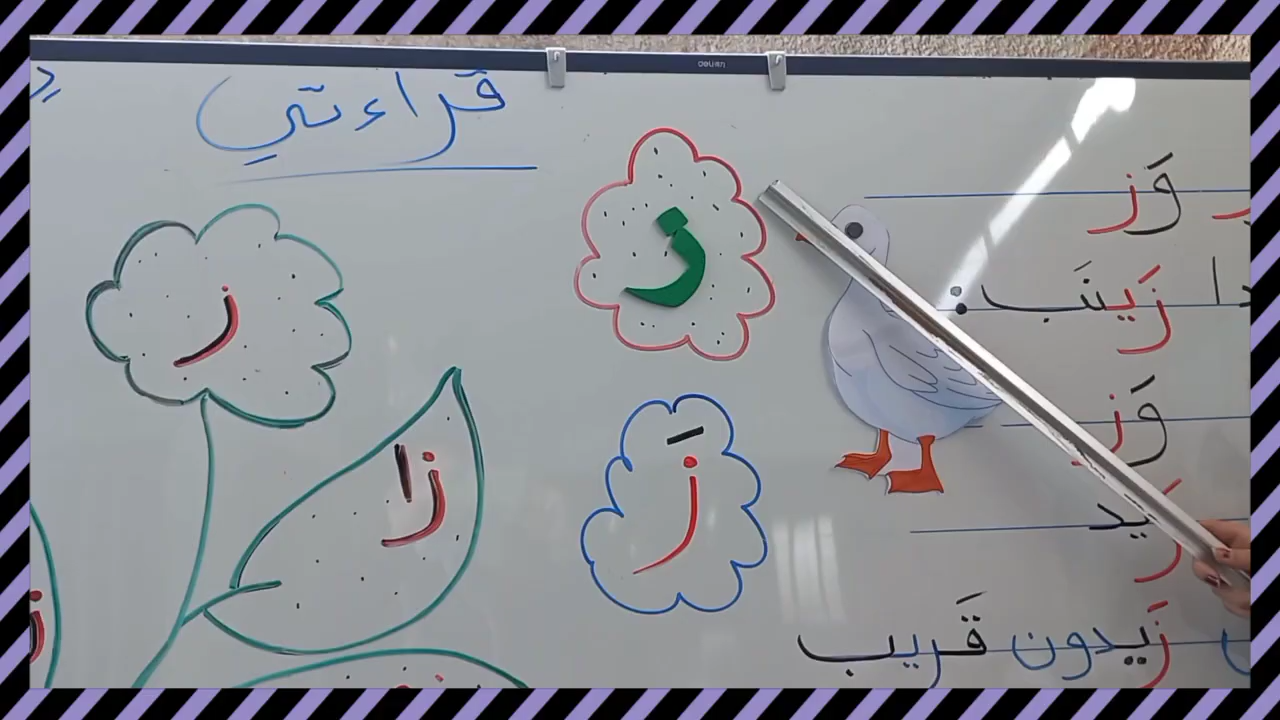 قراءتي
وَز
زَينَب:
وَز
زَيدون قَريب
ز
زَ
ز
زا